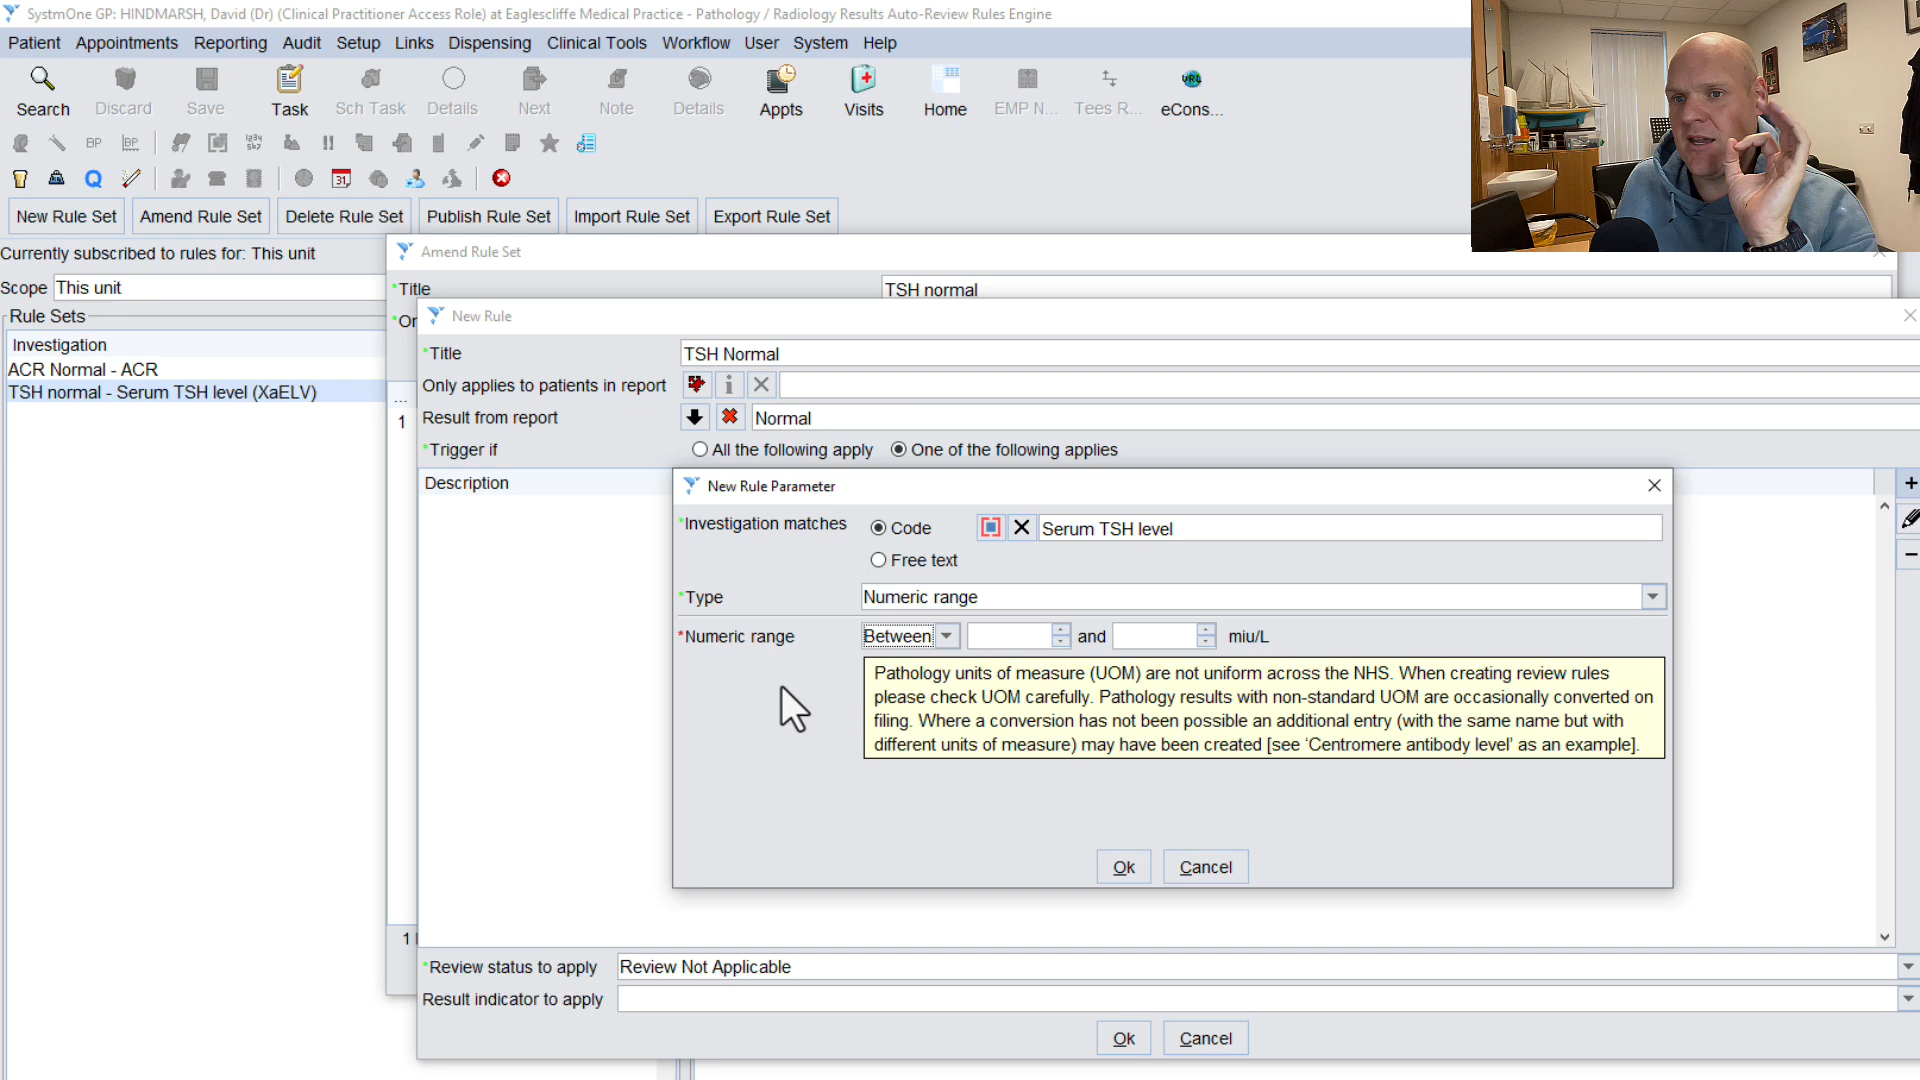 SystmOne GP: HINDMARSH, David (Dr) (Clinical Practitioner Access Role) at Eaglescliffe Medical Practice - Pathology / Radiology Results Auto-Review Rules Engine
Patient Appointments Reporting Audit Setup Links Dispensing Clinical Tools Workflow User System Help
Search Discard Save Task Sch Task Details Next Note Details Appts Visits Home EMP N... Tees R... eCons...
New Rule Set Amend Rule Set Delete Rule Set Publish Rule Set Import Rule Set Export Rule Set
Currently subscribed to rules for: This unit
Amend Rule Set
Scope This unit
Title TSH normal
Rule Sets
New Rule
Investigation
ACR Normal - ACR
TSH normal - Serum TSH level (XaELV)
Title TSH Normal
Only applies to patients in report
... 
1
Result from report Normal
Trigger if All the following apply One of the following applies
Description
New Rule Parameter
Investigation matches Code Serum TSH level
Free text
Type Numeric range
Numeric range Between and miu/L
Pathology units of measure (UOM) are not uniform across the NHS. When creating review rules
please check UOM carefully. Pathology results with non-standard UOM are occasionally converted on
filing. Where a conversion has not been possible an additional entry (with the same name but with
different units of measure) may have been created [see 'Centromere antibody level' as an example].
Ok Cancel
1
Review status to apply Review Not Applicable
Result indicator to apply
Ok Cancel